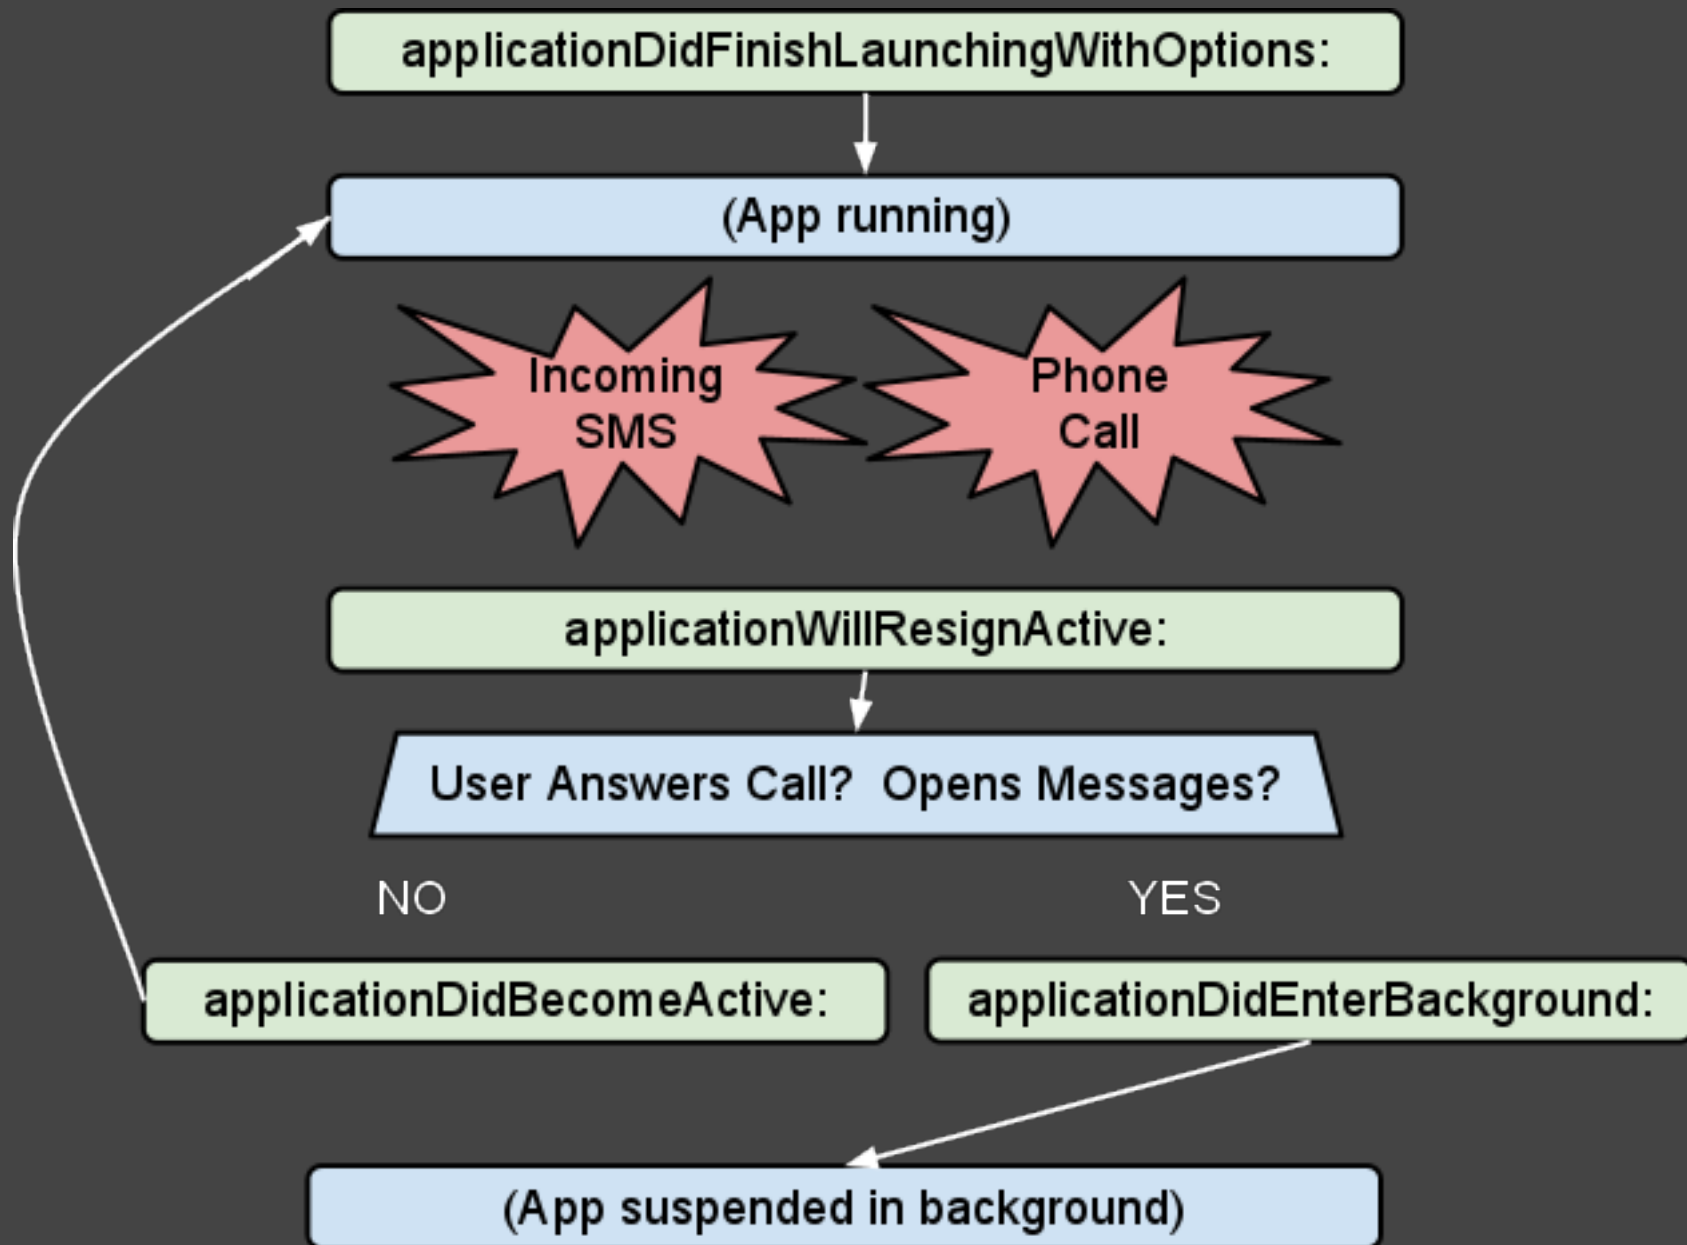 applicationDidFinishLaunchingWithOptions:
(App running)
Incoming
SMS
Phone
Call
applicationWillResignActive:
User Answers Call?  Opens Messages?
NO
YES
applicationDidBecomeActive:
applicationDidEnterBackground:
(App suspended in background)